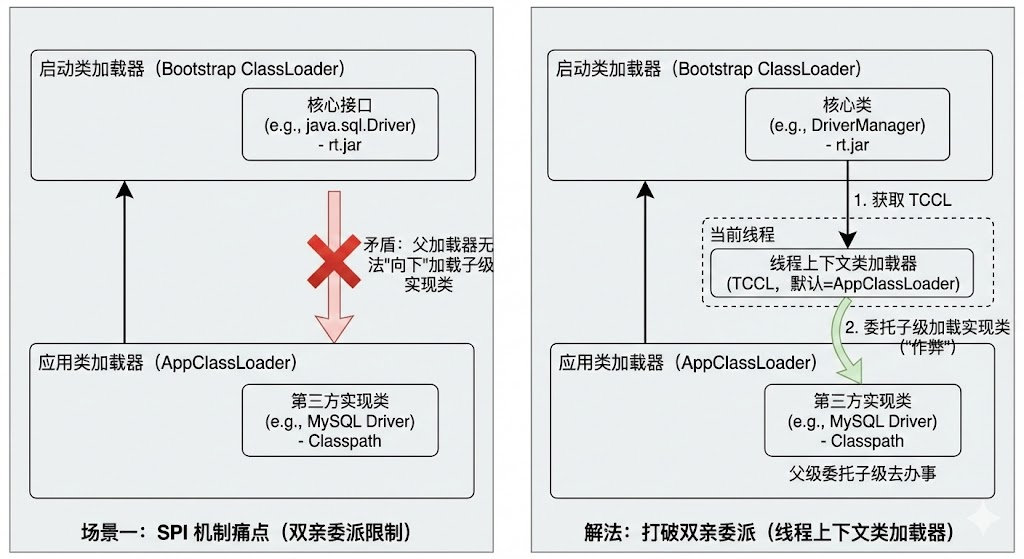 启动类加载器（Bootstrap ClassLoader）
核心接口
(e.g., java.sql.Driver)
- rt.jar
矛盾：父加载器无
法"向下"加载子级
实现类
应用类加载器（AppClassLoader）
第三方实现类
(e.g., MySQL Driver)
- Classpath
场景一：SPI 机制痛点（双亲委派限制）
启动类加载器（Bootstrap ClassLoader）
核心类
(e.g., DriverManager)
- rt.jar
1. 获取 TCCL
当前线程
线程上下文类加载器
(TCCL，默认=AppClassLoader)
2. 委托子级加载实现类
("作弊")
应用类加载器（AppClassLoader）
第三方实现类
(e.g., MySQL Driver)
- Classpath
父级委托子级去办事
解法：打破双亲委派（线程上下文类加载器）